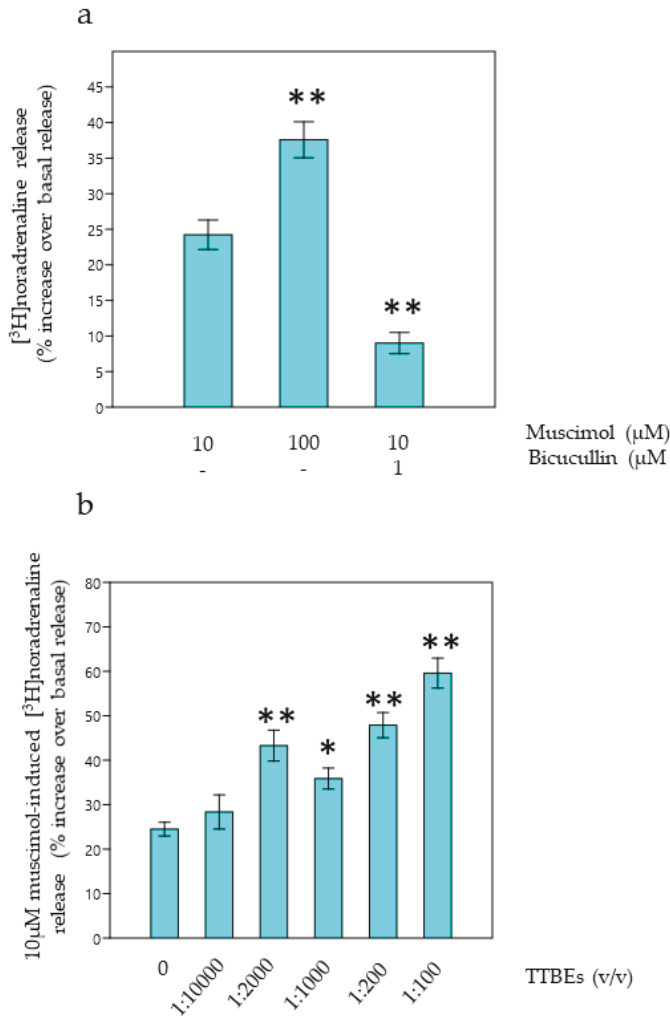 a
[³H]noradrenaline release
(% increase over basal release)
45
40
35
30
25
20
15
10
5
0
**
**
10 100 10 Muscimol (µM)
- - 1 Bicucullin (µM
b
10µM muscimol-induced [³H]noradrenaline
release (% increase over basal release)
80
70
60
50
40
30
20
10
0
**
*
**
**
0 1:10000 1:2000 1:1000 1:200 1:100 TTBEs (v/v)